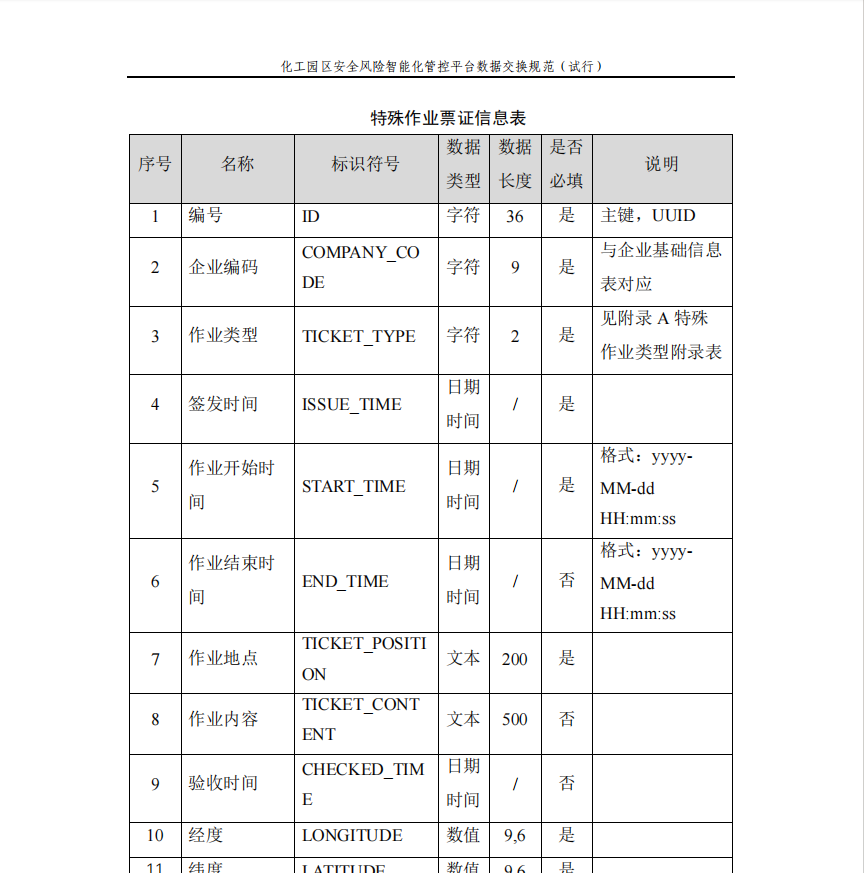 化工园区安全风险智能化管控平台数据交换规范（试行）
特殊作业票证信息表
序号 名称 标识符号 数据类型 数据长度 是否必填 说明
1 编号 ID 字符 36 是 主键，UUID
2 企业编码 COMPANY_CODE 字符 9 是 与企业基础信息表对应
3 作业类型 TICKET_TYPE 字符 2 是 见附录 A 特殊作业类型附录表
4 签发时间 ISSUE_TIME 日期时间 / 是
5 作业开始时间 START_TIME 日期时间 / 是 格式：yyyy-MM-dd HH:mm:ss
6 作业结束时间 END_TIME 日期时间 / 否 格式：yyyy-MM-dd HH:mm:ss
7 作业地点 TICKET_POSITION 文本 200 是
8 作业内容 TICKET_CONTENT 文本 500 否
9 验收时间 CHECKED_TIME 日期时间 / 否
10 经度 LONGITUDE 数值 9,6 是
11 纬度 LATITUDE 数值 9,6 是